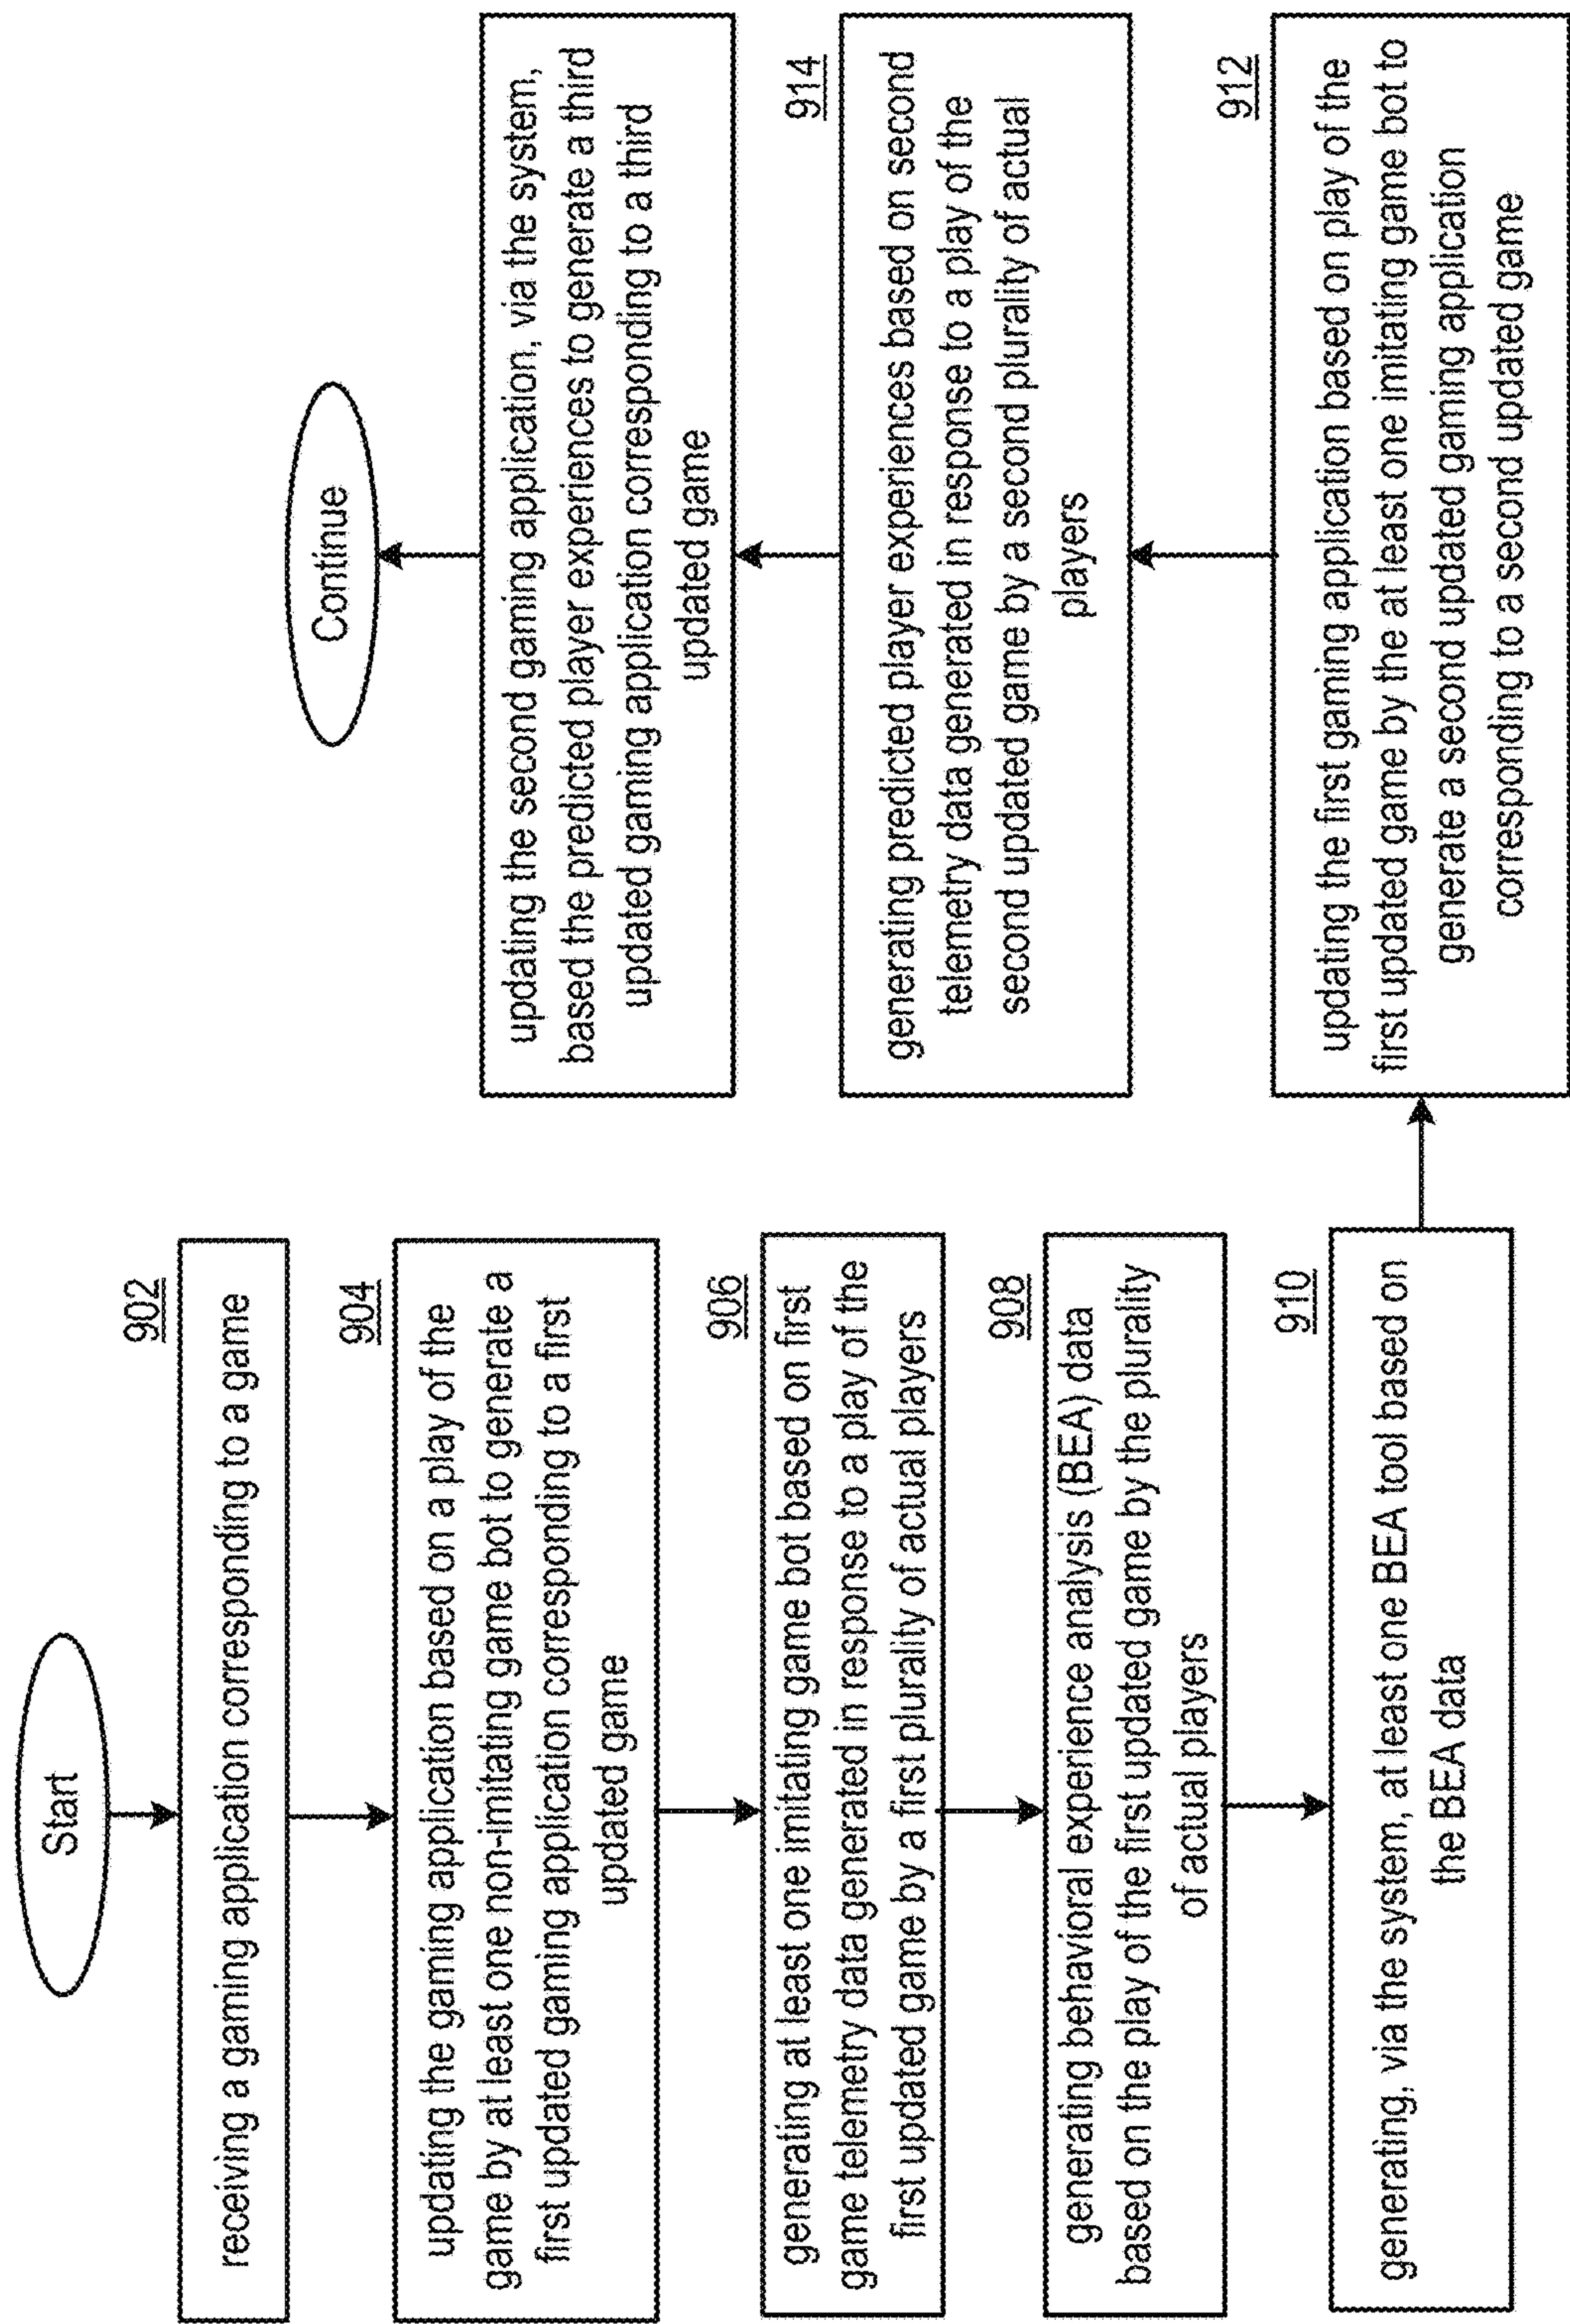 Start
902
receiving a gaming application corresponding to a game
904
updating the gaming application based on a play of the
game by at least one non-imitating game bot to generate a
first updated gaming application corresponding to a first
updated game
906
generating at least one imitating game bot based on first
game telemetry data generated in response to a play of the
first updated game by a first plurality of actual players
908
generating behavioral experience analysis (BEA) data
based on the play of the first updated game by the plurality
of actual players
910
generating, via the system, at least one BEA tool based on
the BEA data
912
updating the first gaming application based on play of the
first updated game by the at least one imitating game bot to
generate a second updated gaming application
corresponding to a second updated game
914
generating predicted player experiences based on second
telemetry data generated in response to a play of the
second updated game by a second plurality of actual
players
updating the second gaming application, via the system,
based the predicted player experiences to generate a third
updated gaming application corresponding to a third
updated game
Continue